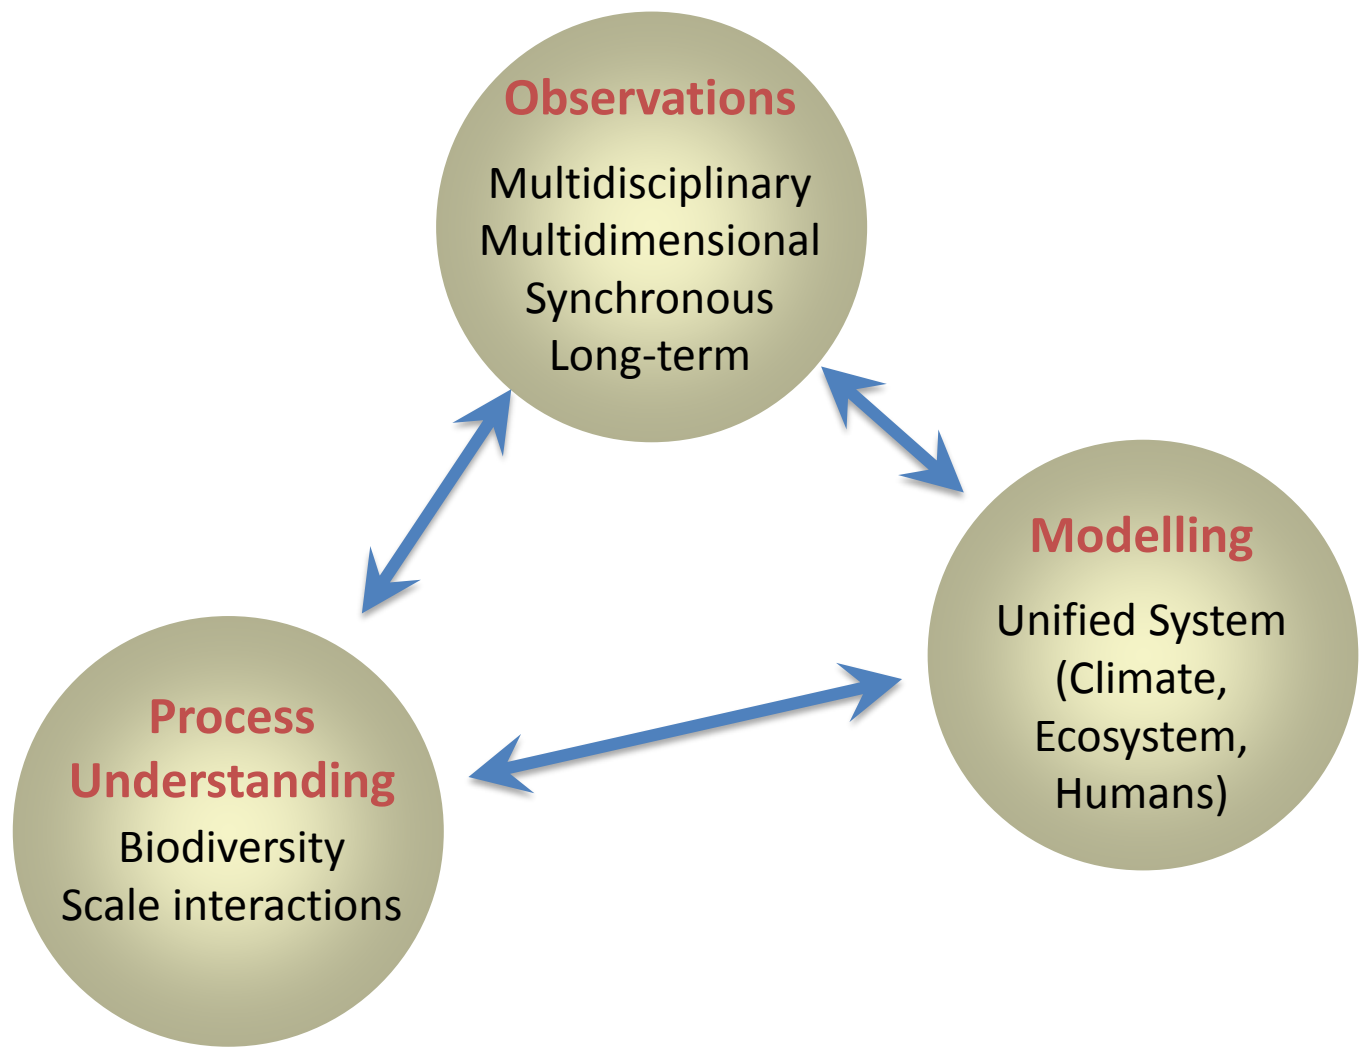 Observations
Multidisciplinary
Multidimensional
Synchronous
Long-term
Modelling
Unified System
(Climate,
Ecosystem,
Humans)
Process
Understanding
Biodiversity
Scale interactions